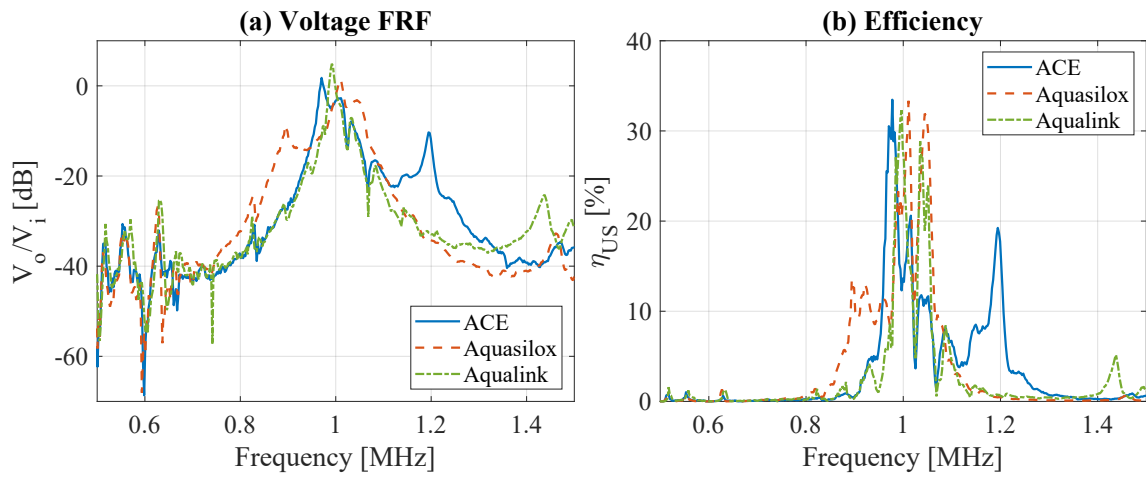 (a) Voltage FRF
V_o/V_i [dB]
0
-20
-40
-60
ACE
Aquasilox
Aqualink
0.6 0.8 1 1.2 1.4
Frequency [MHz]
(b) Efficiency
η_US [%]
40
30
20
10
0
ACE
Aquasilox
Aqualink
0.6 0.8 1 1.2 1.4
Frequency [MHz]